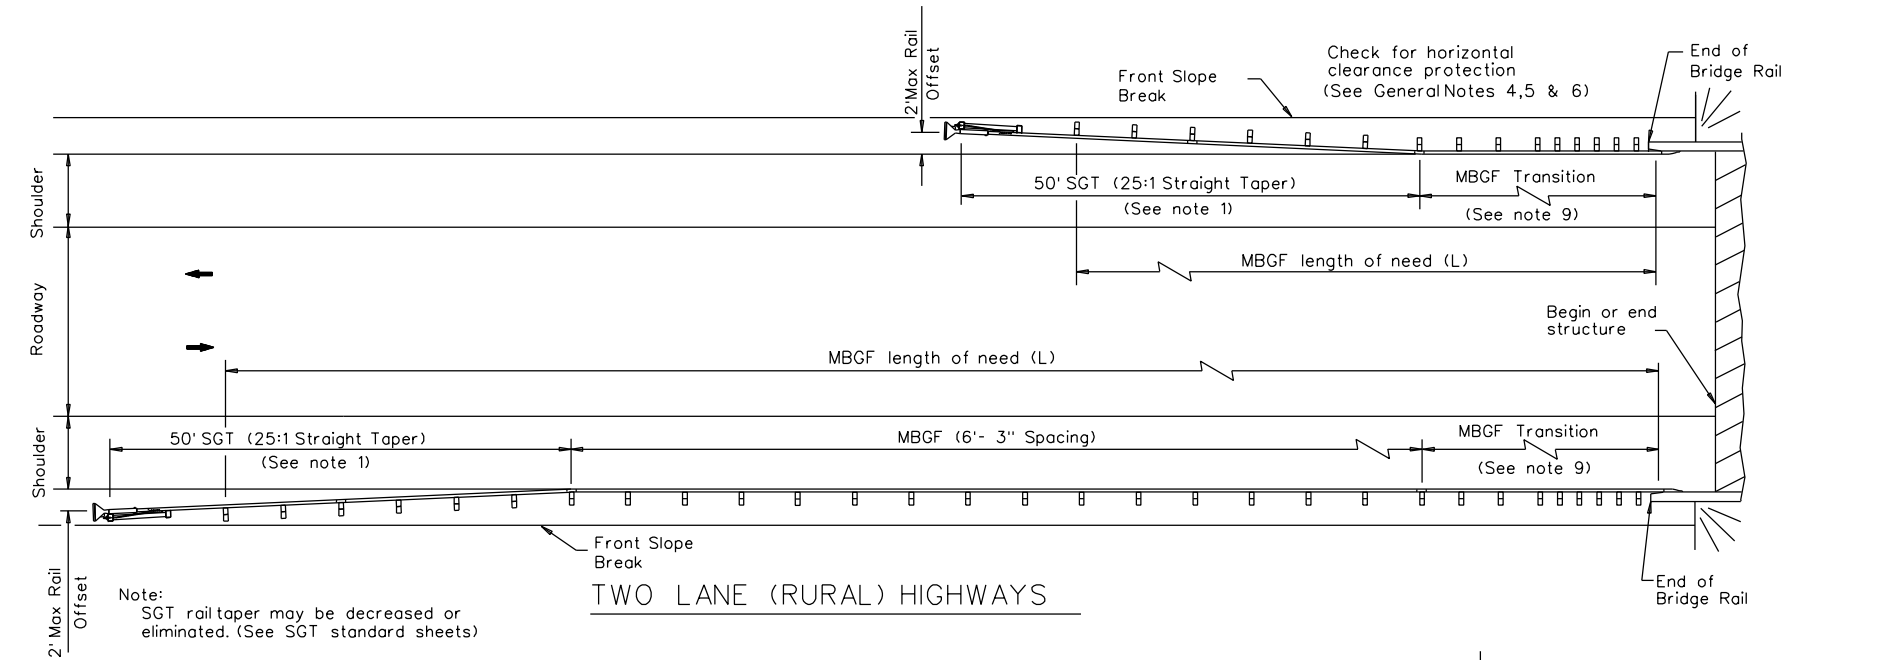 2'Max Rail
Offset
Front Slope
Break
Check for horizontal
clearance protection
(See General Notes 4,5 & 6)
End of
Bridge Rail
Shoulder
50' SGT (25:1 Straight Taper)
(See note 1)
MBGF Transition
(See note 9)
MBGF length of need (L)
Roadway
Begin or end
structure
MBGF length of need (L)
Shoulder
50' SGT (25:1 Straight Taper)
(See note 1)
MBGF (6'- 3" Spacing)
MBGF Transition
(See note 9)
2' Max Rail
Offset
Front Slope
Break
Note:
SGT rail taper may be decreased or
eliminated. (See SGT standard sheets)
TWO LANE (RURAL) HIGHWAYS
End of
Bridge Rail